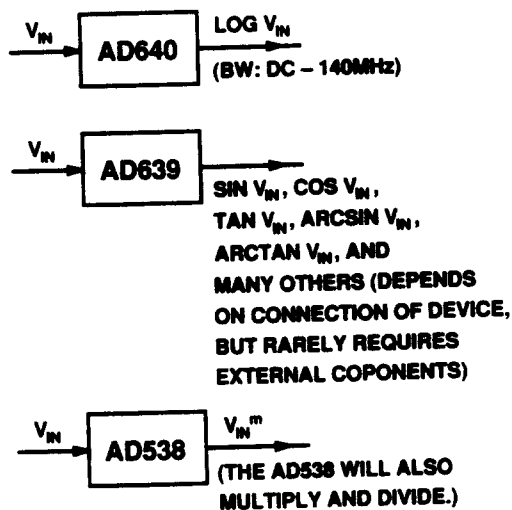 V_IN AD640 LOG V_IN
(BW: DC – 140MHz)
V_IN AD639
SIN V_IN, COS V_IN,
TAN V_IN, ARCSIN V_IN,
ARCTAN V_IN, AND
MANY OTHERS (DEPENDS
ON CONNECTION OF DEVICE,
BUT RARELY REQUIRES
EXTERNAL COPONENTS)
V_IN AD538 V_IN^m
(THE AD538 WILL ALSO
MULTIPLY AND DIVIDE.)